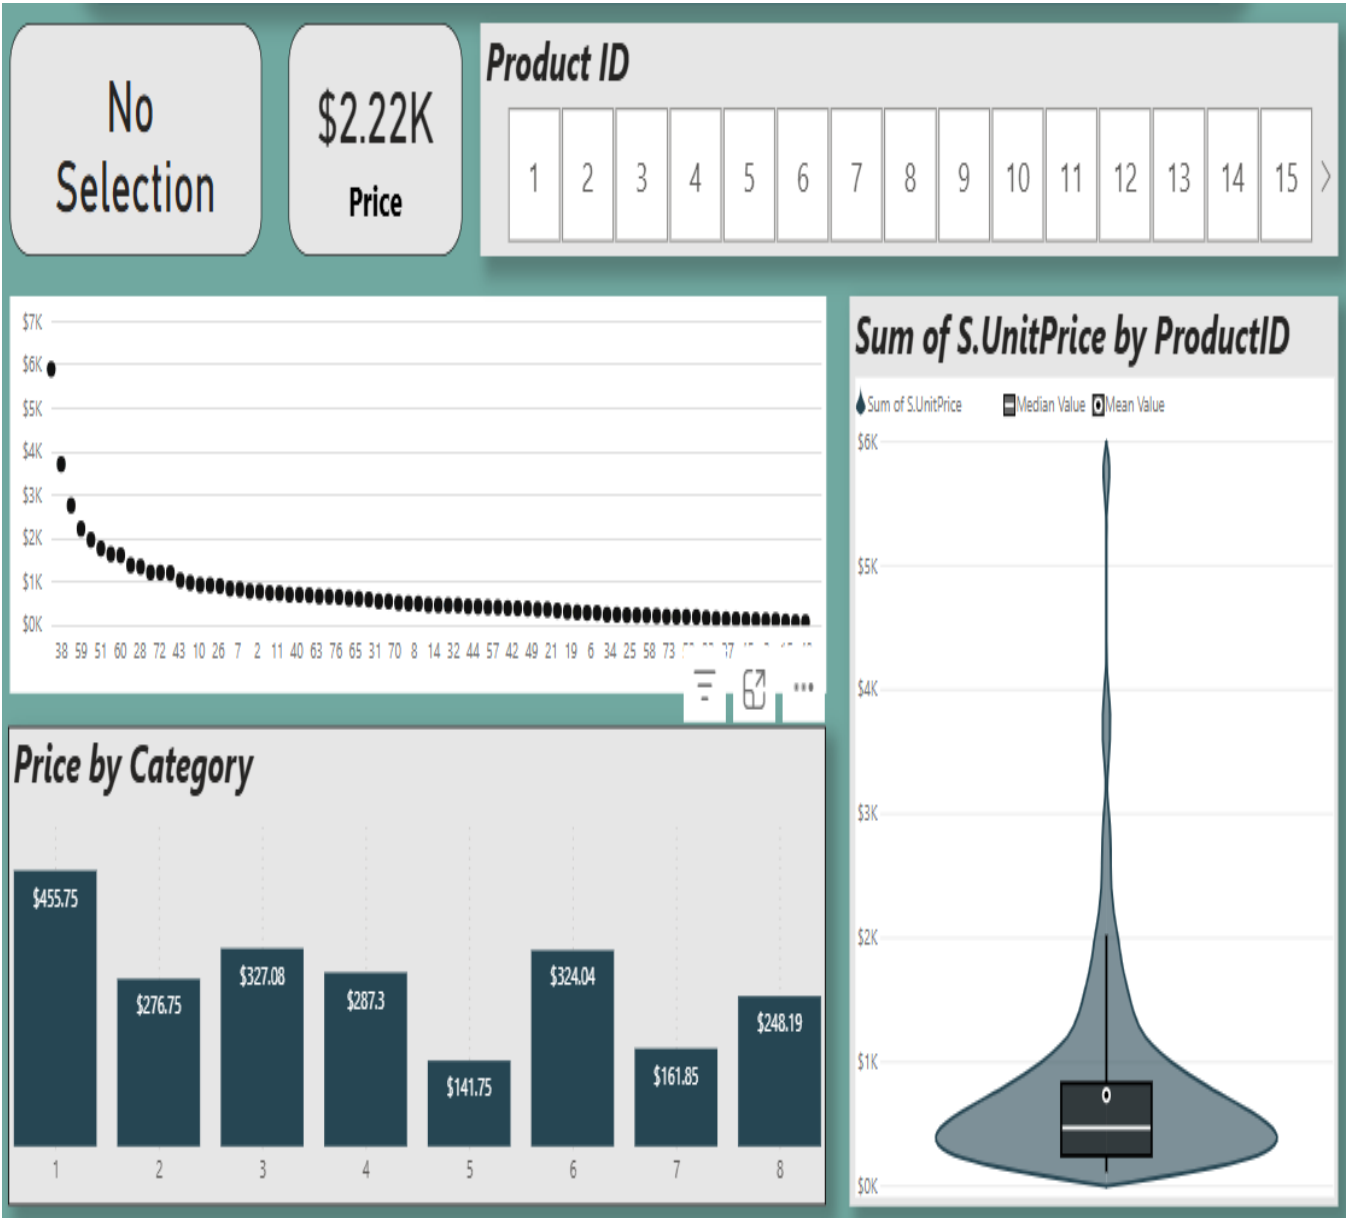 No
Selection
$2.22K
Price
Product ID
1 2 3 4 5 6 7 8 9 10 11 12 13 14 15
$7K
$6K
$5K
$4K
$3K
$2K
$1K
$0K
38 59 51 60 28 72 43 10 26 7 2 11 40 63 76 65 31 70 8 14 32 44 57 42 49 21 19 6 34 25 58 73
Price by Category
$455.75
$276.75
$327.08
$287.3
$141.75
$324.04
$161.85
$248.19
1 2 3 4 5 6 7 8
Sum of S.UnitPrice by ProductID
Sum of S.UnitPrice Median Value Mean Value
$6K
$5K
$4K
$3K
$2K
$1K
$0K